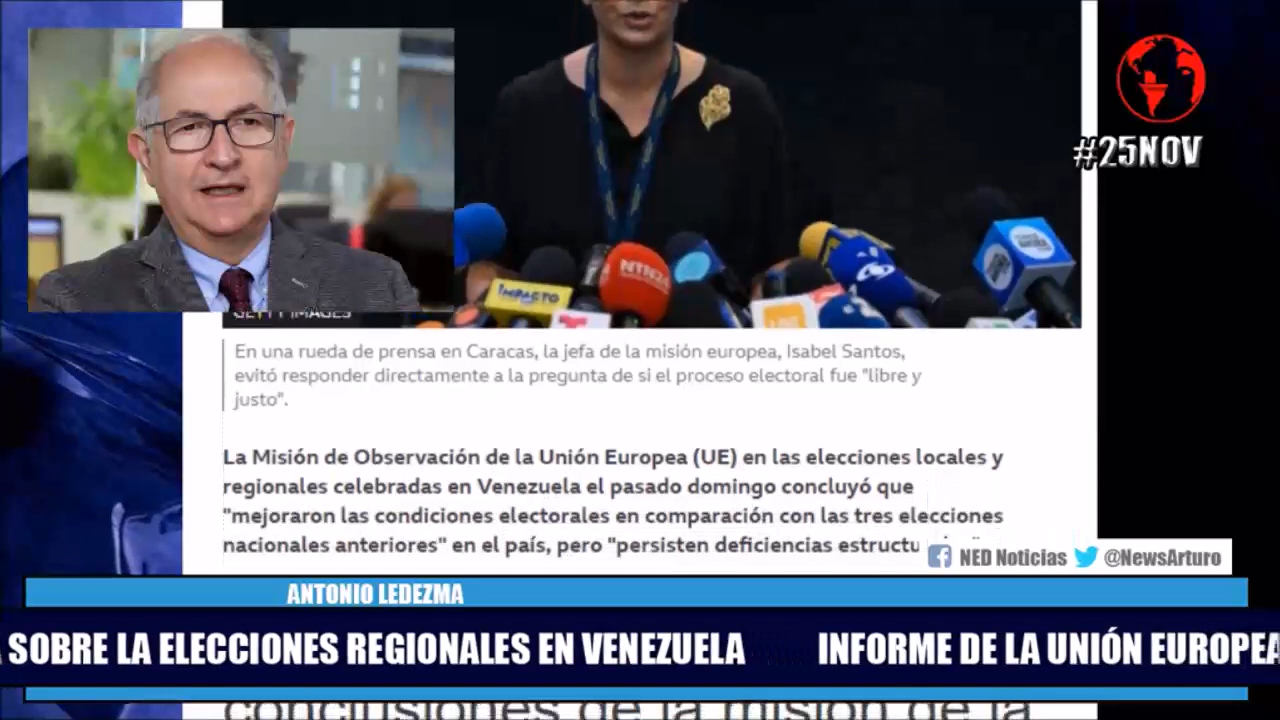 #25NOV
NTN24
IMPACTO
GETTY IMAGES
En una rueda de prensa en Caracas, la jefa de la misión europea, Isabel Santos,
evitó responder directamente a la pregunta de si el proceso electoral fue "libre y
justo".
La Misión de Observación de la Unión Europea (UE) en las elecciones locales y
regionales celebradas en Venezuela el pasado domingo concluyó que
"mejoraron las condiciones electorales en comparación con las tres elecciones
nacionales anteriores" en el país, pero "persisten deficiencias
NED Noticias @NewsArturo
ANTONIO LEDEZMA
SOBRE LA ELECCIONES REGIONALES EN VENEZUELA INFORME DE LA UNIÓN EUROPEA
conclusiones de la misión de la